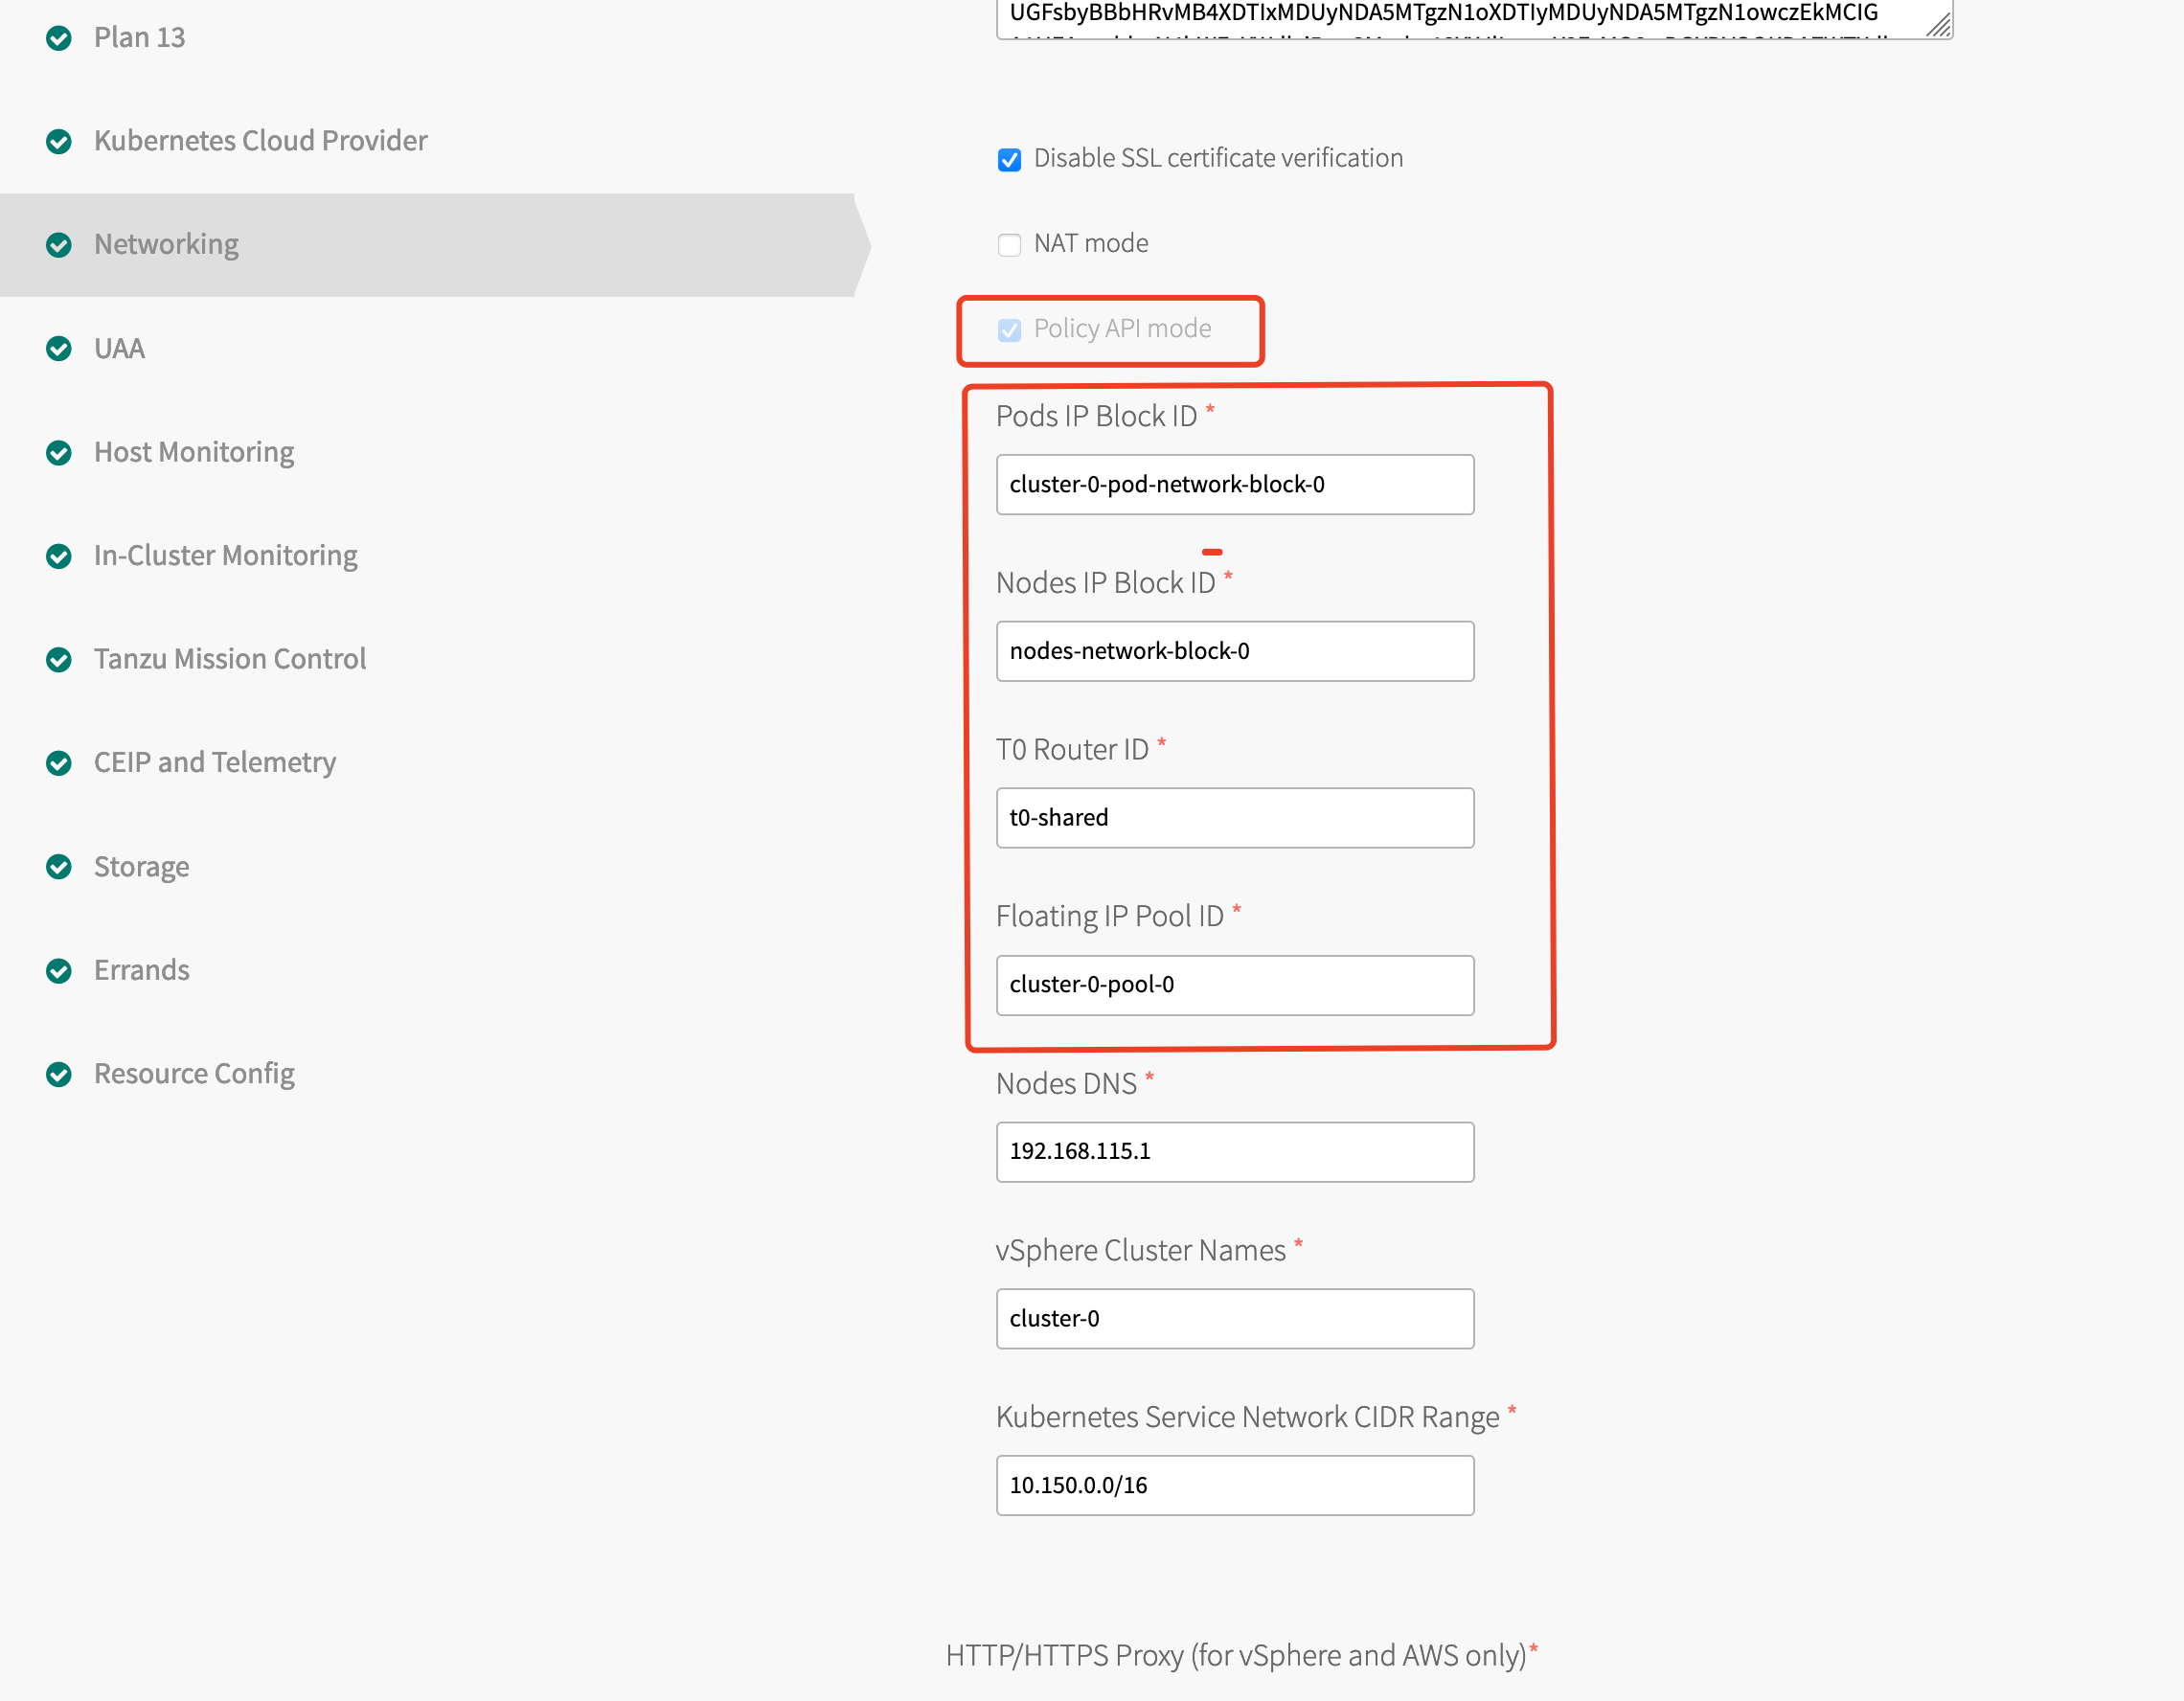 Plan 13
Kubernetes Cloud Provider
Networking
UAA
Host Monitoring
In-Cluster Monitoring
Tanzu Mission Control
CEIP and Telemetry
Storage
Errands
Resource Config
UGFsbyBBbHRvMB4XDTIxMDUyNDA5MTgzN1oXDTIyMDUyNDA5MTgzN1owczEkMCIG
Disable SSL certificate verification
NAT mode
Policy API mode
Pods IP Block ID *
cluster-0-pod-network-block-0
Nodes IP Block ID *
nodes-network-block-0
T0 Router ID *
t0-shared
Floating IP Pool ID *
cluster-0-pool-0
Nodes DNS *
192.168.115.1
vSphere Cluster Names *
cluster-0
Kubernetes Service Network CIDR Range *
10.150.0.0/16
HTTP/HTTPS Proxy (for vSphere and AWS only)*